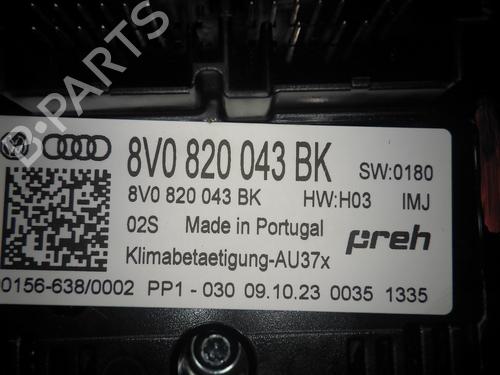 8V0 820 043 BK SW:0180
8V0 820 043 BK HW:H03 IMJ
02S Made in Portugal preh
Klimabetaetigung-AU37x
00156-638/0002 PP1-030 09.10.23 0035 1335
B-PARTS